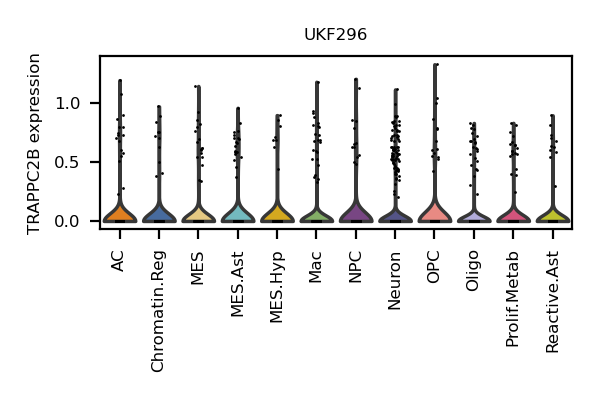 UKF296
TRAPPC2B expression
1.0
0.5
0.0
AC
Chromatin.Reg
MES
MES.Ast
MES.Hyp
Mac
NPC
Neuron
OPC
Oligo
Prolif.Metab
Reactive.Ast